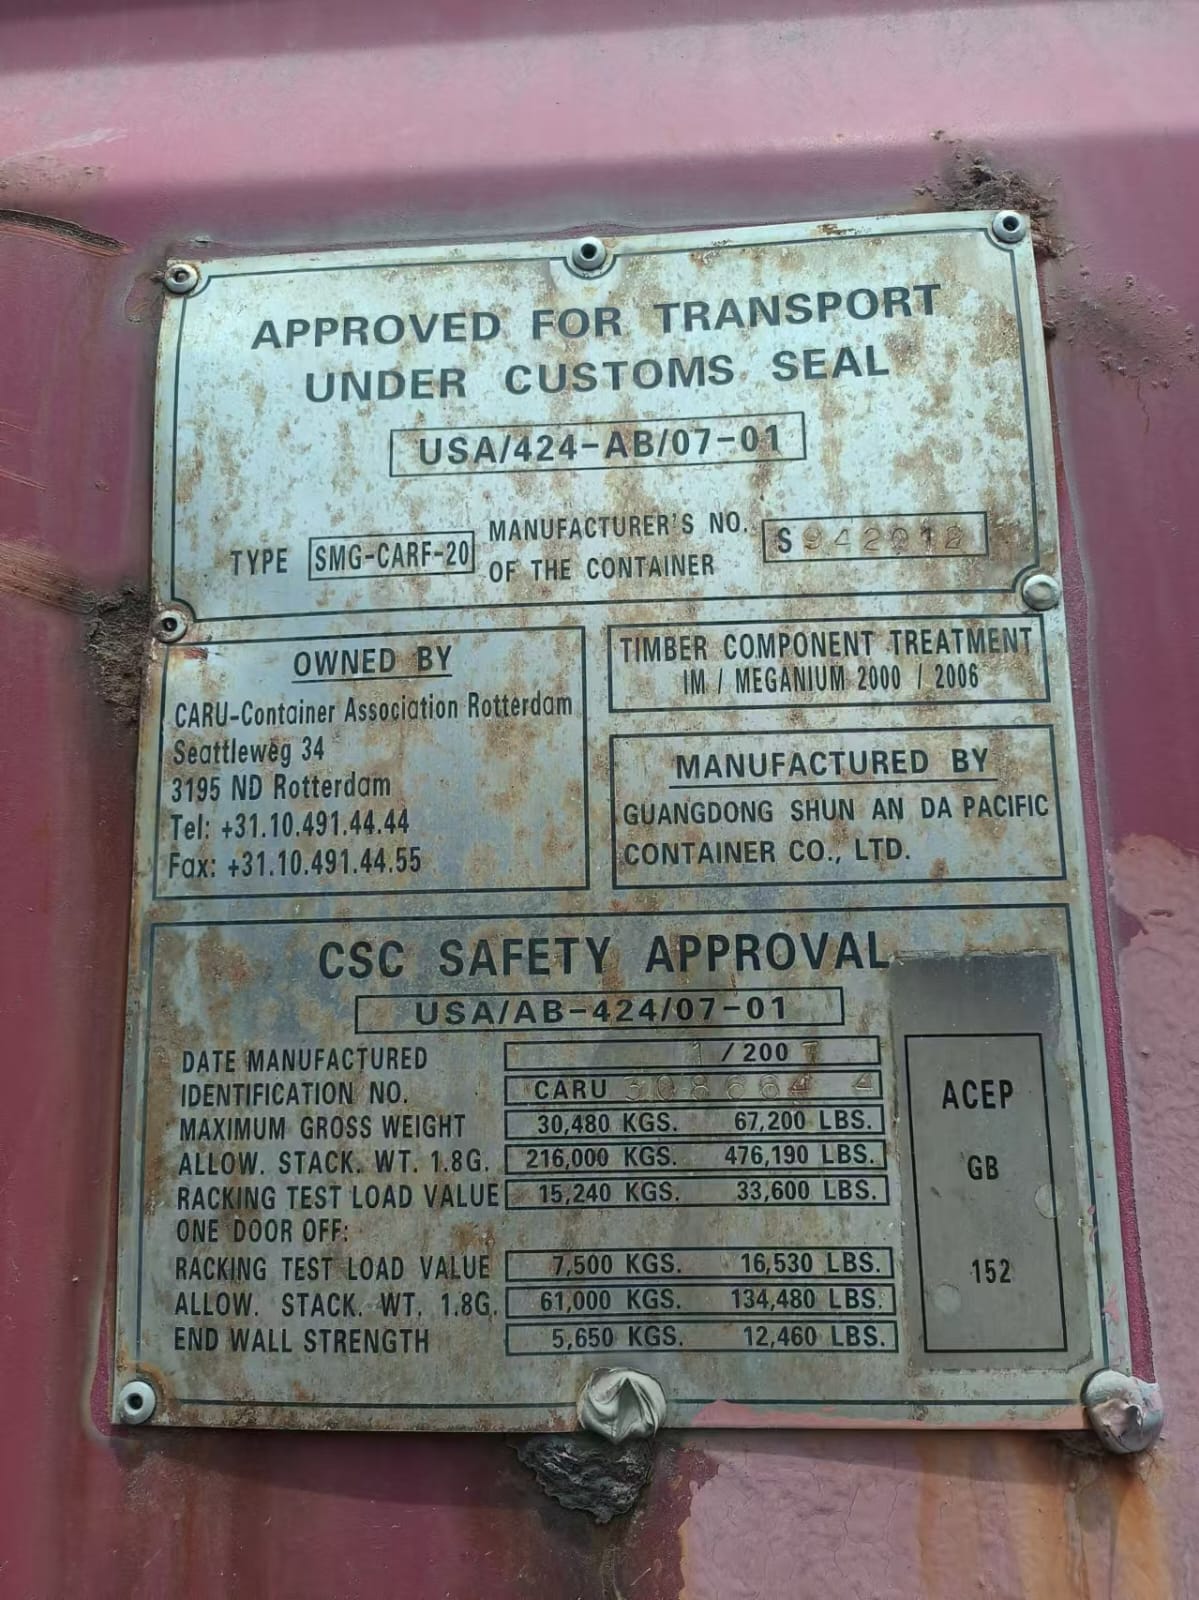 APPROVED FOR TRANSPORT
UNDER CUSTOMS SEAL
USA/424-AB/07-01
TYPE SMG-CARF-20
MANUFACTURER'S NO.
OF THE CONTAINER
S 942012
OWNED BY
CARU-Container Association Rotterdam
Seattleweg 34
3195 ND Rotterdam
Tel: +31.10.491.44.44
Fax: +31.10.491.44.55
TIMBER COMPONENT TREATMENT
IM / MEGANIUM 2000 / 2006
MANUFACTURED BY
GUANGDONG SHUN AN DA PACIFIC
CONTAINER CO., LTD.
CSC SAFETY APPROVAL
USA/AB-424/07-01
DATE MANUFACTURED 1/2007
IDENTIFICATION NO. CARU 308664 4
MAXIMUM GROSS WEIGHT 30,480 KGS. 67,200 LBS.
ALLOW. STACK. WT. 1.8G. 216,000 KGS. 476,190 LBS.
RACKING TEST LOAD VALUE 15,240 KGS. 33,600 LBS.
ONE DOOR OFF:
RACKING TEST LOAD VALUE 7,500 KGS. 16,530 LBS.
ALLOW. STACK. WT. 1.8G. 61,000 KGS. 134,480 LBS.
END WALL STRENGTH 5,650 KGS. 12,460 LBS.
ACEP
GB
152